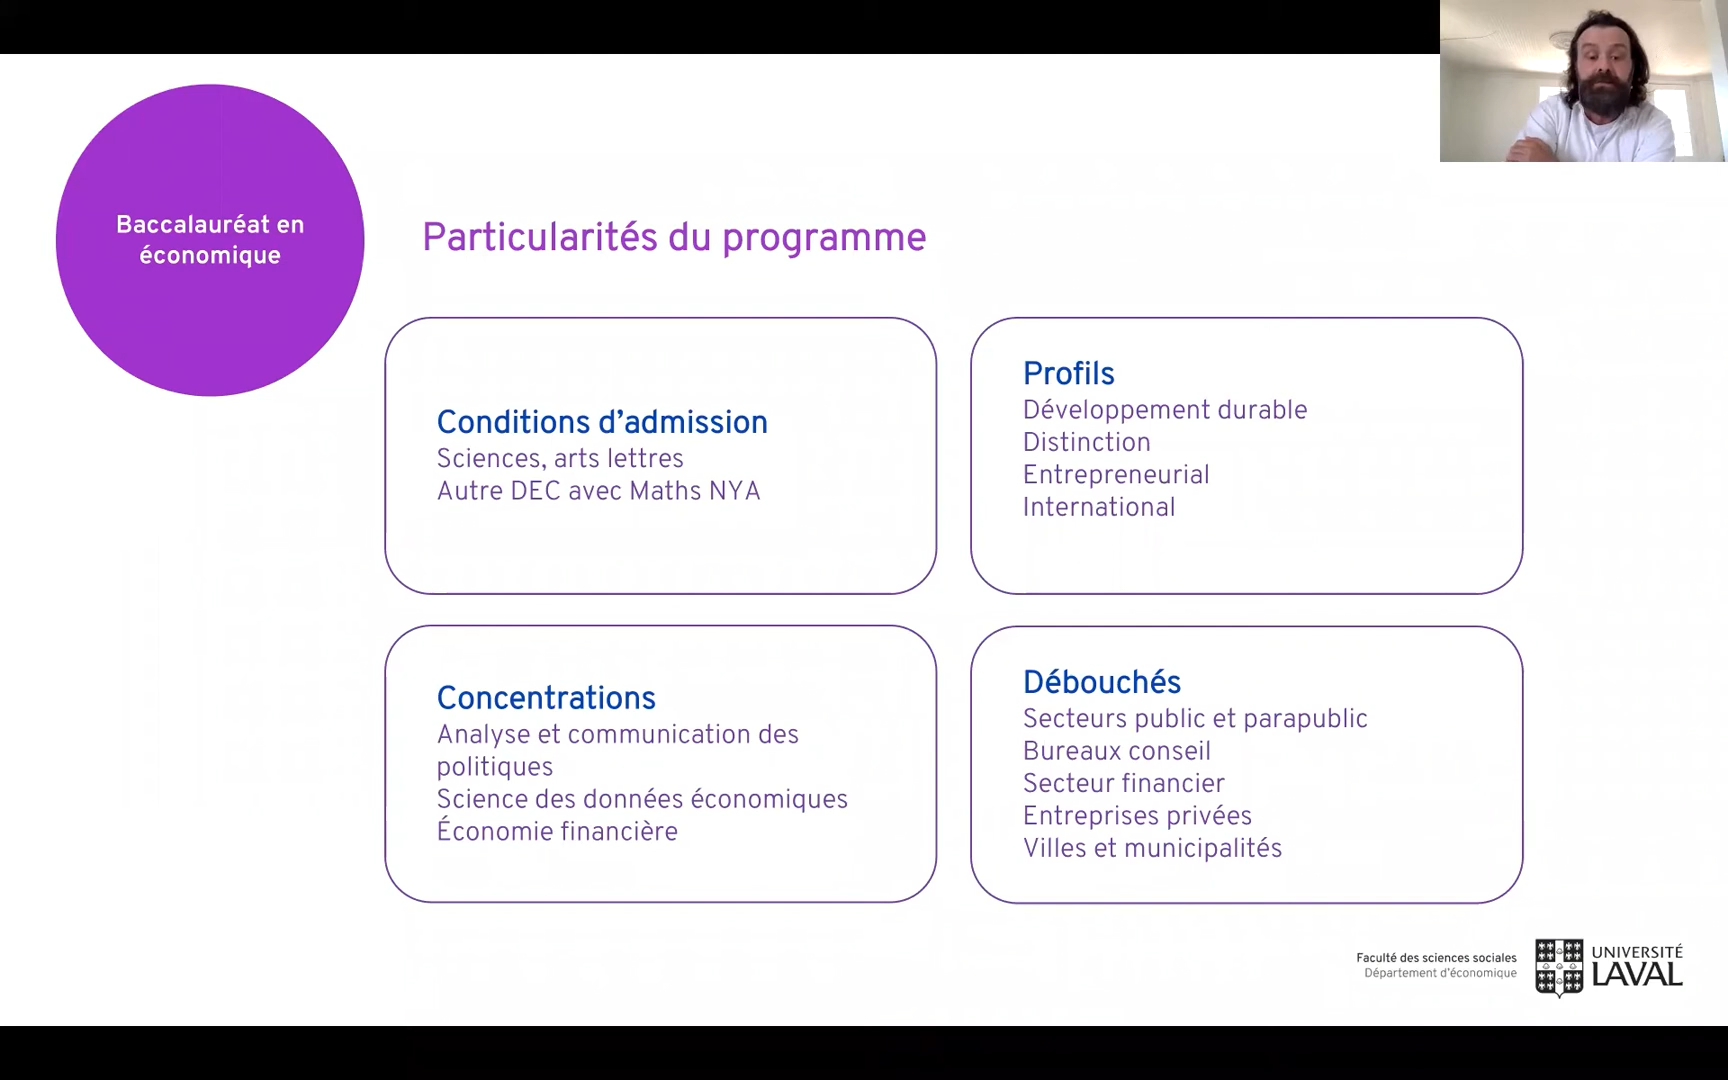 Baccalauréat en
économique
Particularités du programme
Conditions d’admission
Sciences, arts lettres
Autre DEC avec Maths NYA
Profils
Développement durable
Distinction
Entrepreneurial
International
Concentrations
Analyse et communication des
politiques
Science des données économiques
Économie financière
Débouchés
Secteurs public et parapublic
Bureaux conseil
Secteur financier
Entreprises privées
Villes et municipalités
Faculté des sciences sociales
Département d’économique
UNIVERSITÉ
LAVAL